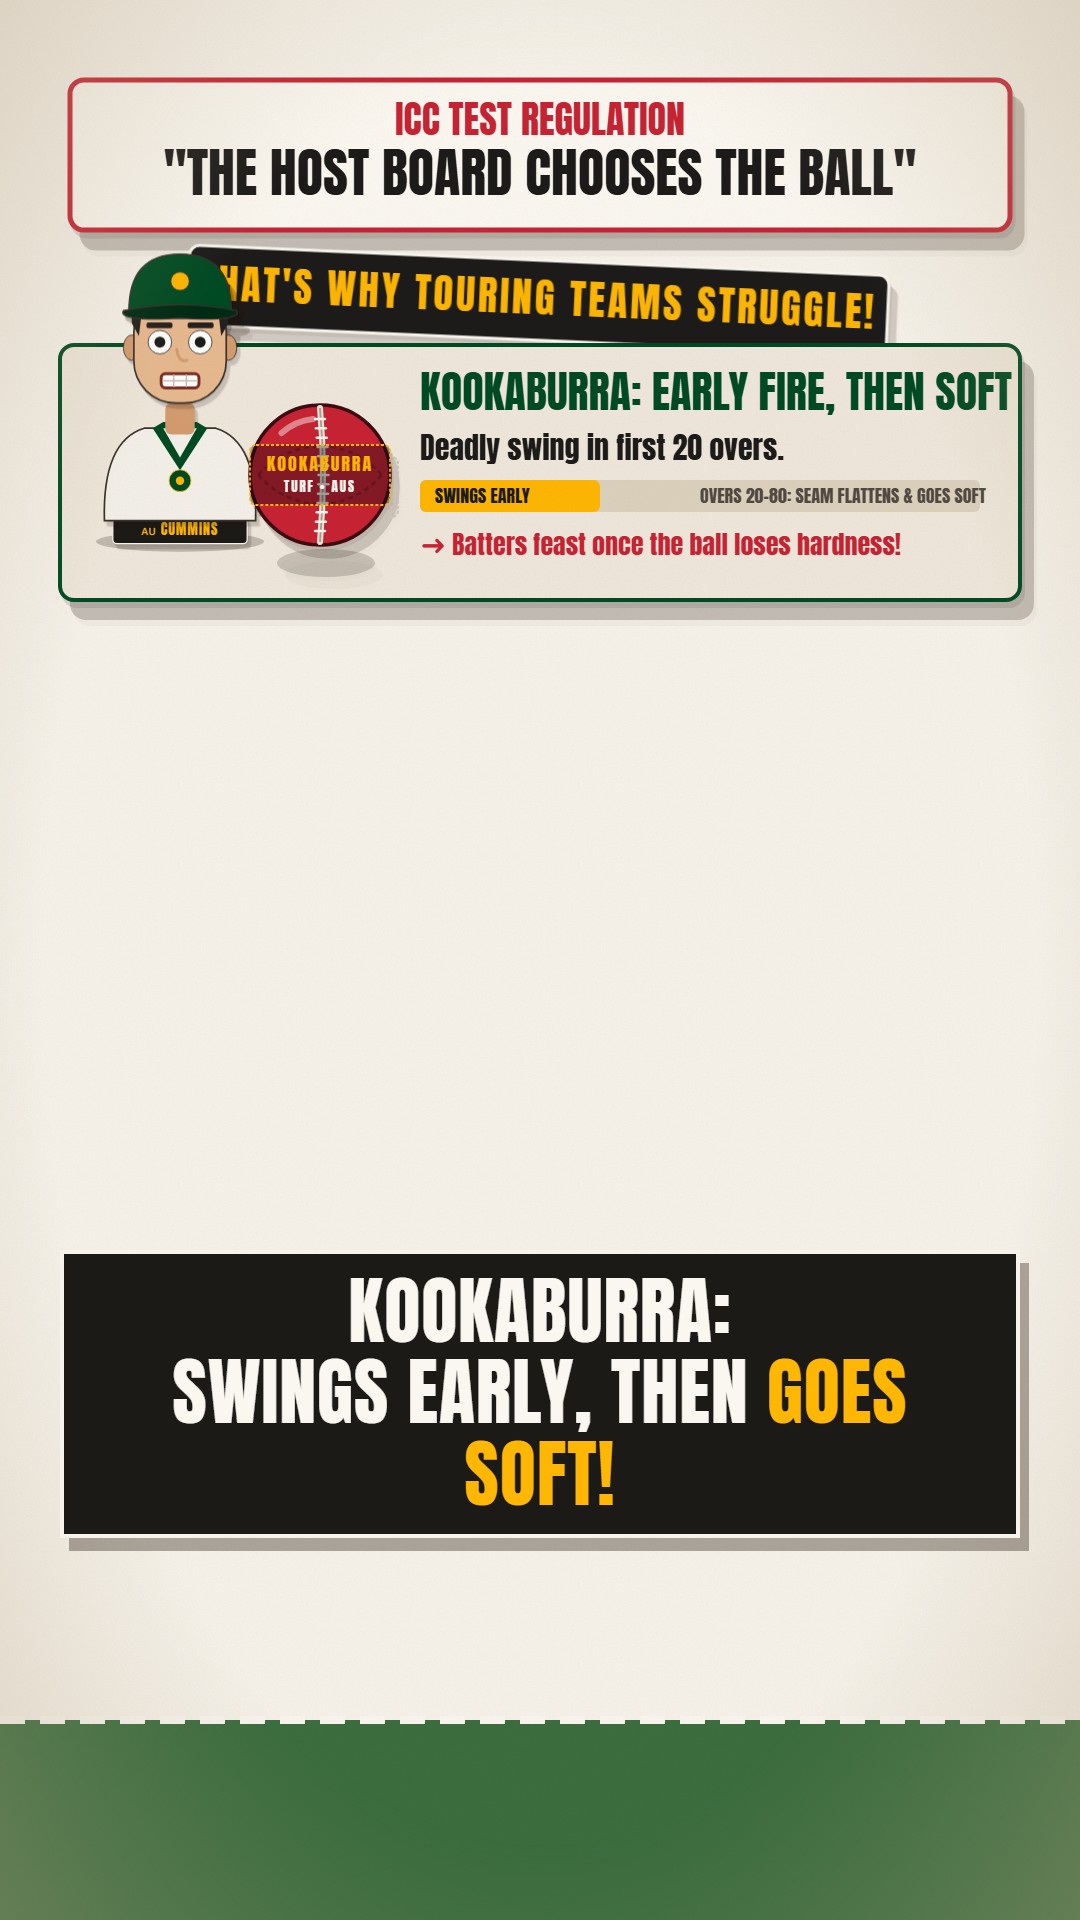 ICC TEST REGULATION
"THE HOST BOARD CHOOSES THE BALL"
HAT'S WHY TOURING TEAMS STRUGGLE!
KOOKABURRA: EARLY FIRE, THEN SOFT
Deadly swing in first 20 overs.
SWINGS EARLY
OVERS 20-80: SEAM FLATTENS & GOES SOFT
→ Batters feast once the ball loses hardness!
KOOKABURRA
TURF • AUS
AU CUMMINS
KOOKABURRA:
SWINGS EARLY, THEN GOES
SOFT!